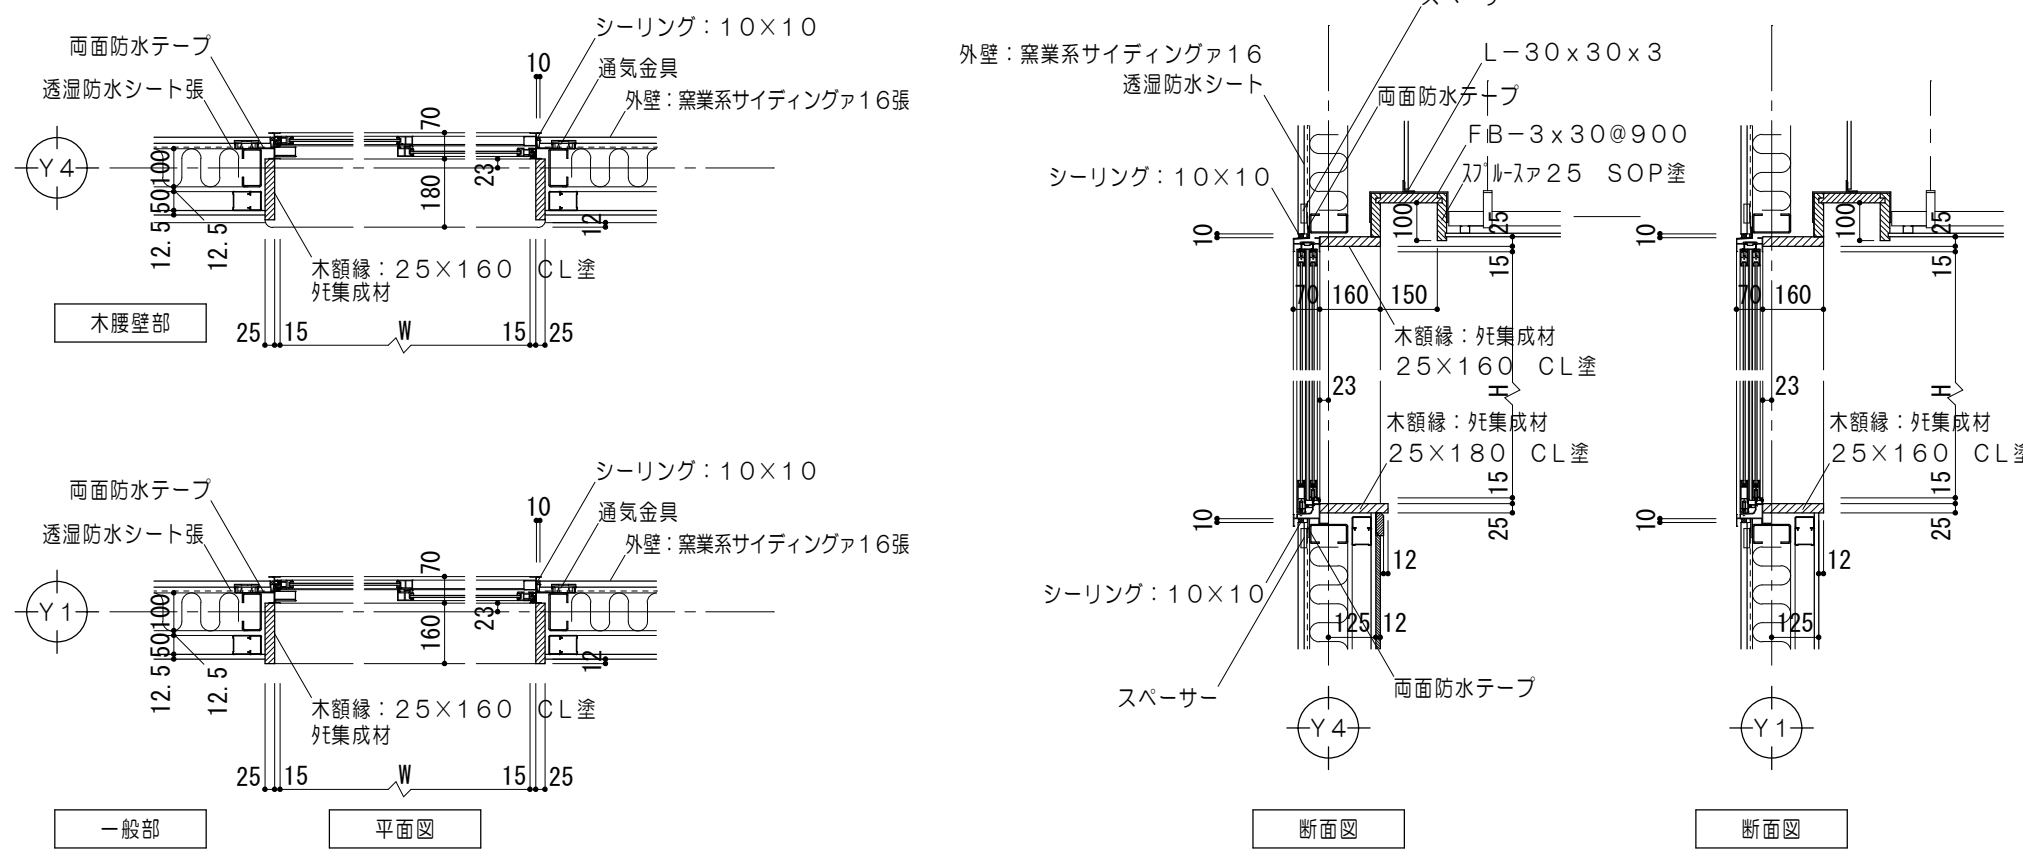 シーリング：１０×１０
両面防水テープ
10
通気金具
透湿防水シート張
外壁：窯業系サイディングァ１６張
70
Ｙ４
100
50
12.5
12.5
180
23
12
木額縁：２５×１６０　ＣＬ塗
ﾀﾓ集成材
木腰壁部
25
15
W
15
25
シーリング：１０×１０
両面防水テープ
10
通気金具
透湿防水シート張
外壁：窯業系サイディングァ１６張
70
Ｙ１
100
50
12.5
12.5
160
23
12
木額縁：２５×１６０　ＣＬ塗
ﾀﾓ集成材
25
15
W
15
25
一般部
平面図
外壁：窯業系サイディングァ１６
透湿防水シート
Ｌ－３０ｘ３０ｘ３
両面防水テープ
ＦＢ－３ｘ３０＠９００
ｽﾌﾟﾙｰｽァ２５　ＳＯＰ塗
シーリング：１０×１０
100
25
10
15
70
160
150
木額縁：ﾀﾓ集成材
２５×１６０　ＣＬ塗
23
H
木額縁：ﾀﾓ集成材
２５×１８０　ＣＬ塗
15
10
25
12
シーリング：１０×１０
125
12
スペーサー
両面防水テープ
Ｙ４
断面図
100
25
10
15
70
160
23
H
木額縁：ﾀﾓ集成材
２５×１６０　ＣＬ塗
15
10
25
12
125
Ｙ１
断面図